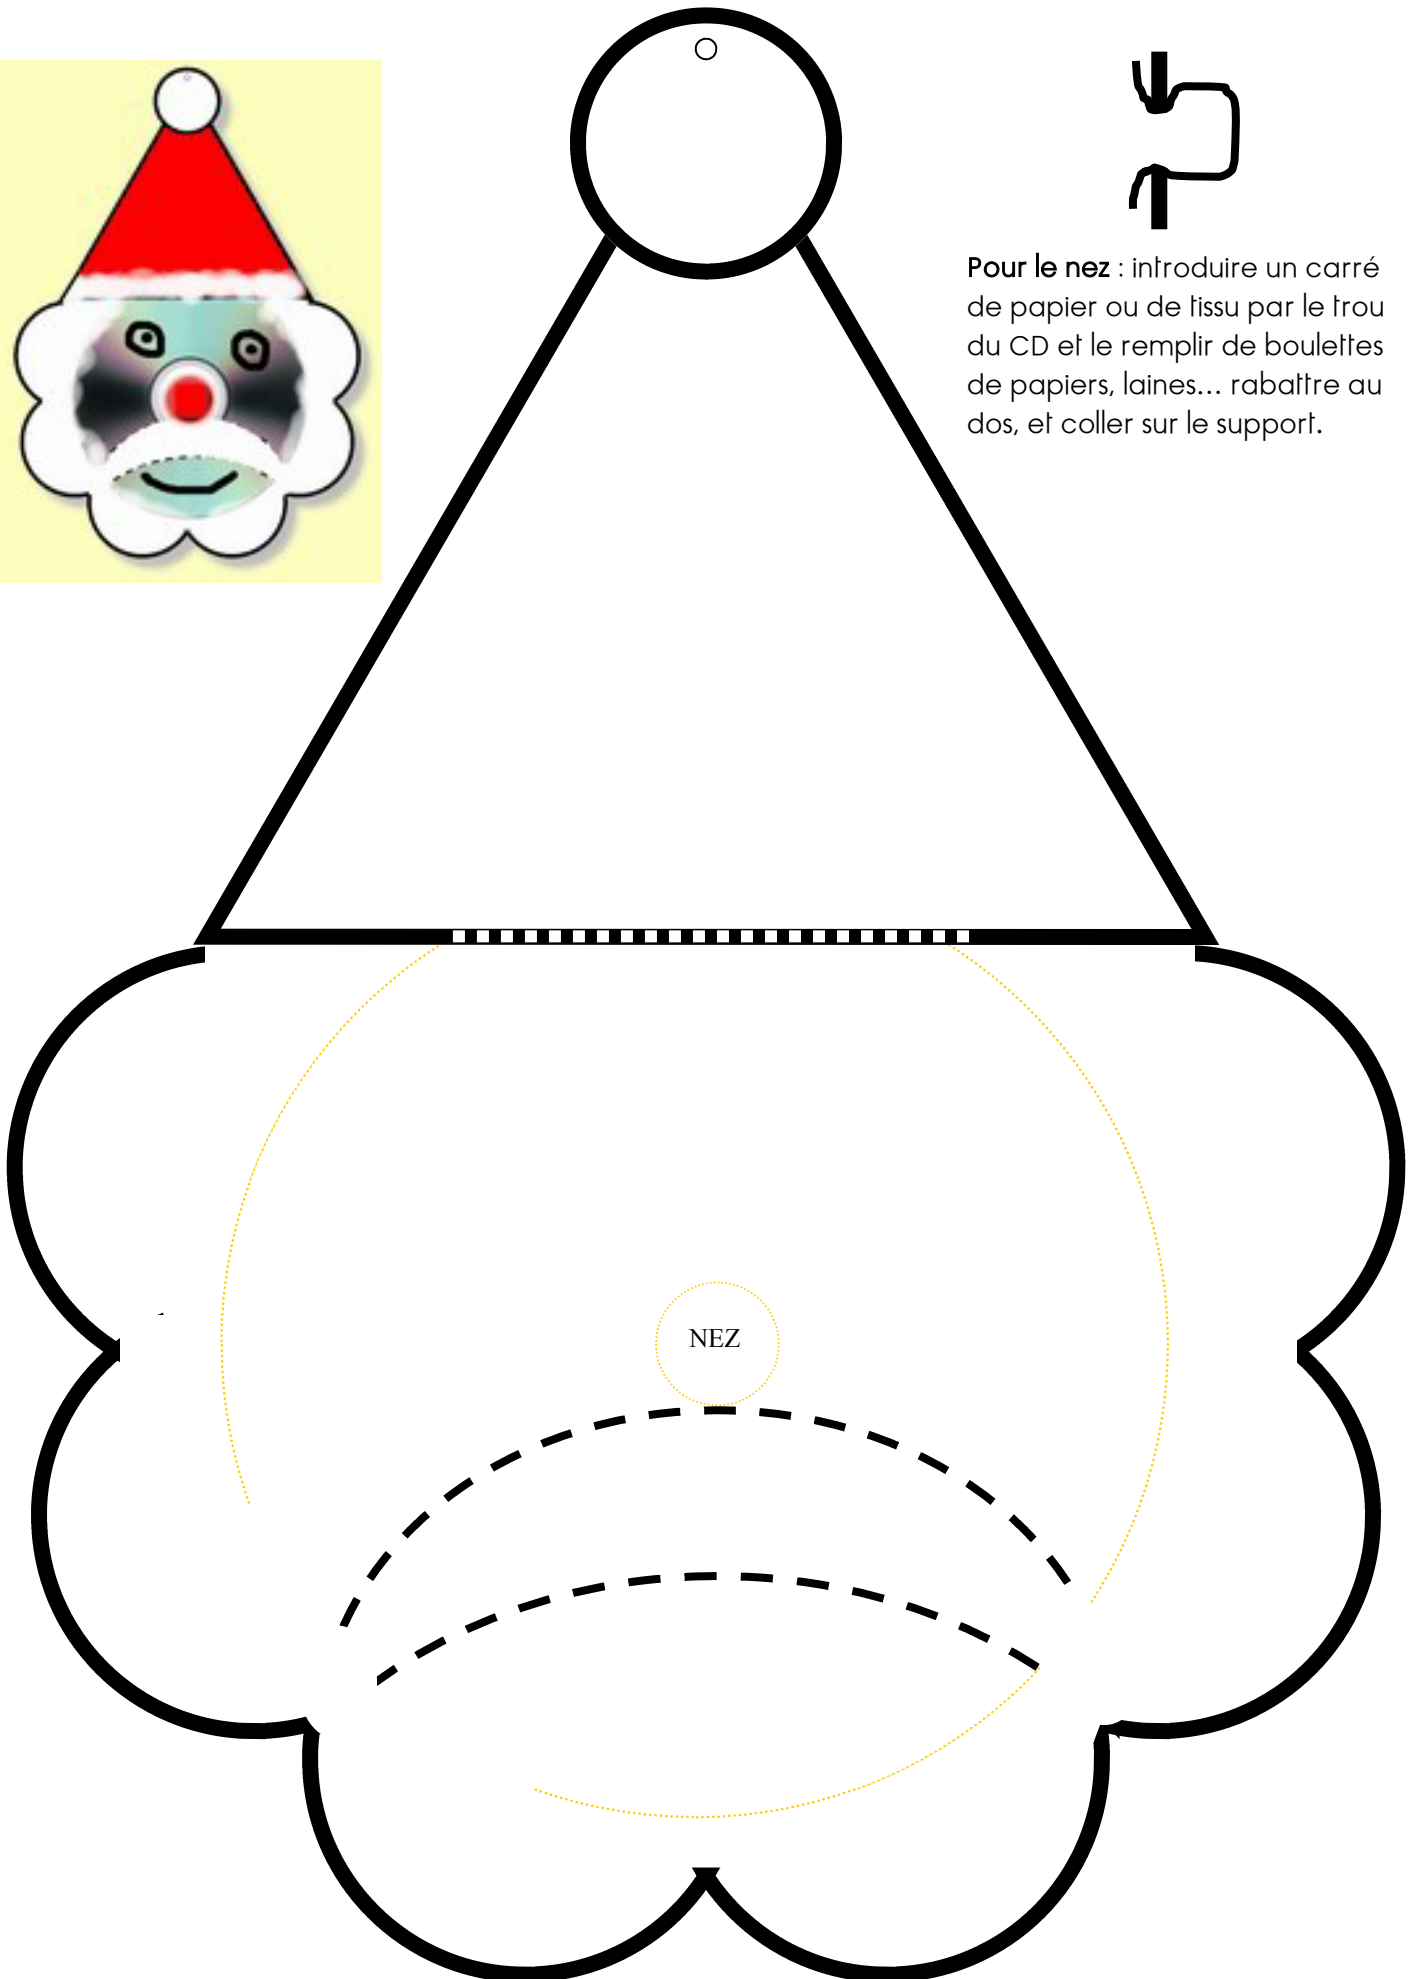 Pour le nez : introduire un carré
de papier ou de tissu par le trou
du CD et le remplir de boulettes
de papiers, laines... rabattre au
dos, et coller sur le support.
NEZ